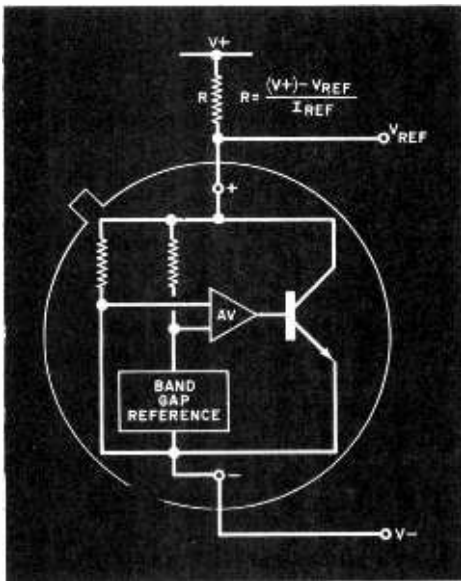 V+
R
R = (V+) - VREF
IREF
VREF
+
AV
BAND
GAP
REFERENCE
-
V-